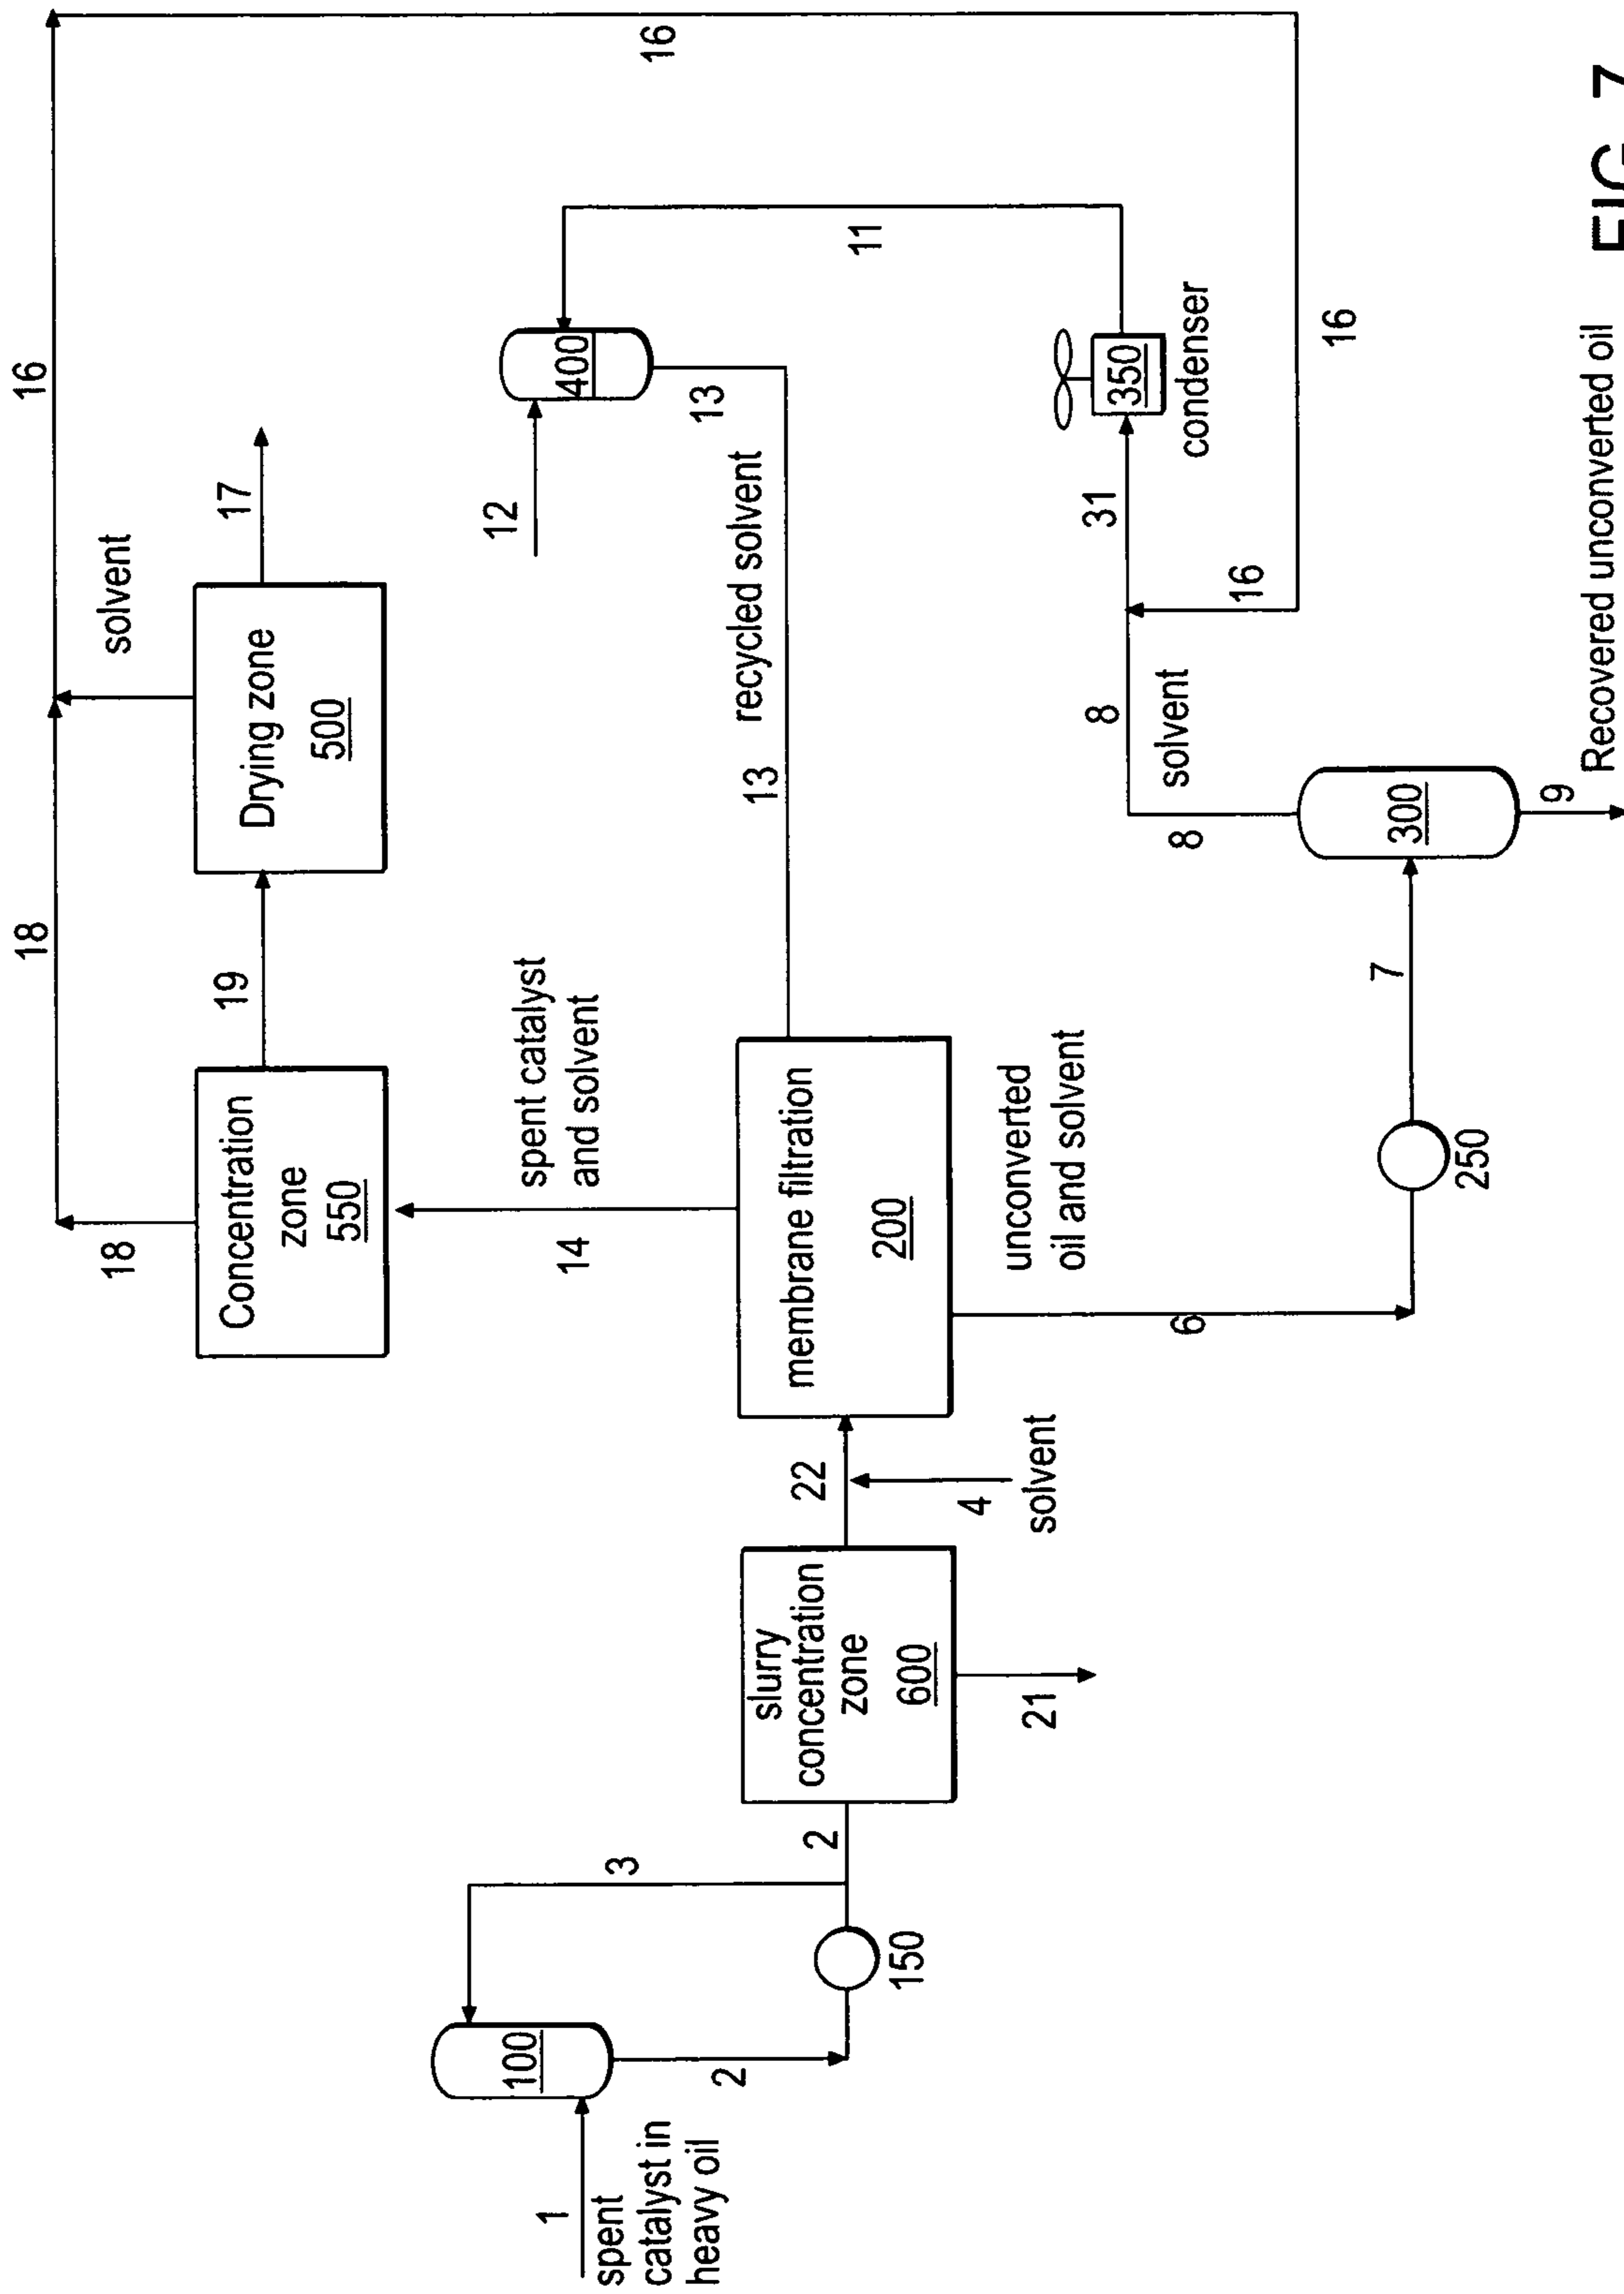 16
18
16
solvent
18
19
17
Concentration
zone
550
Drying zone
500
16
12
400
spent catalyst
and solvent
14
13
recycled solvent
13
11
1
spent
catalyst in
heavy oil
100
2
3
150
2
slurry
concentration
zone
600
21
22
4
solvent
membrane filtration
200
unconverted
oil and solvent
6
250
7
8
8
solvent
31
350
condenser
16
16
300
9
Recovered unconverted oil
FIG. 7